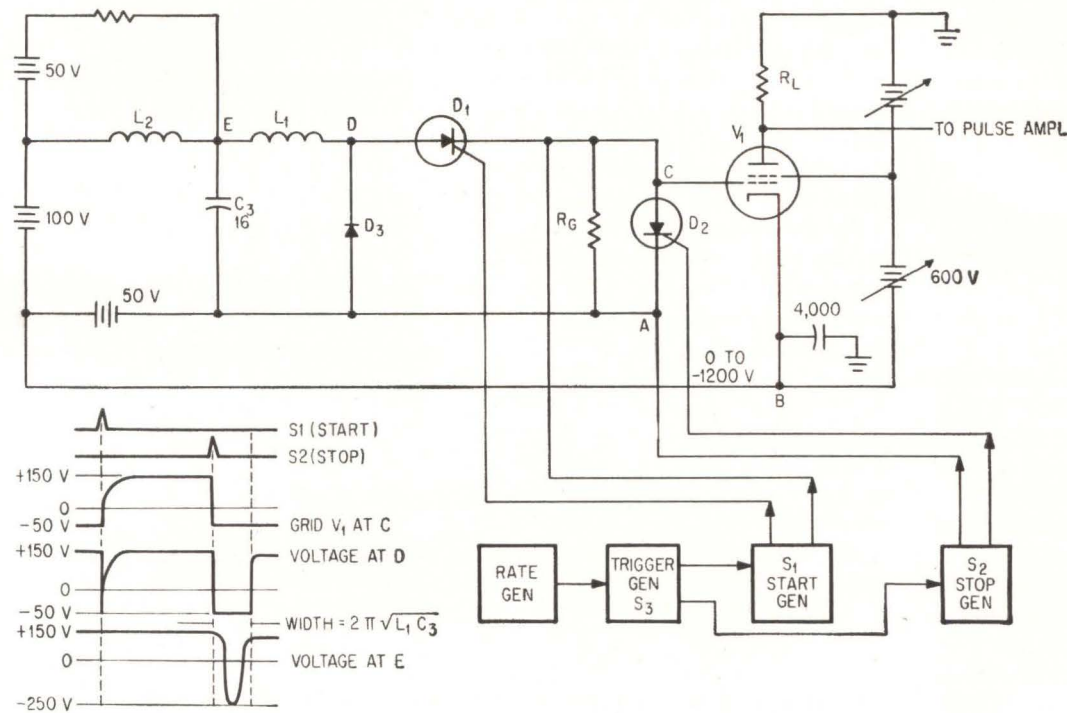 50 V
L2
E
L1
D
D1
RL
V1
TO PULSE AMPL
100 V
C3
16
D3
RG
C
D2
50 V
A
600 V
4,000
0 TO
-1200 V
B
S1 (START)
S2 (STOP)
+150 V
0
-50 V
GRID V1 AT C
+150 V
VOLTAGE AT D
0
-50 V
WIDTH = 2 π √L1 C3
+150 V
0
VOLTAGE AT E
-250 V
RATE
GEN
TRIGGER
GEN
S3
S1
START
GEN
S2
STOP
GEN